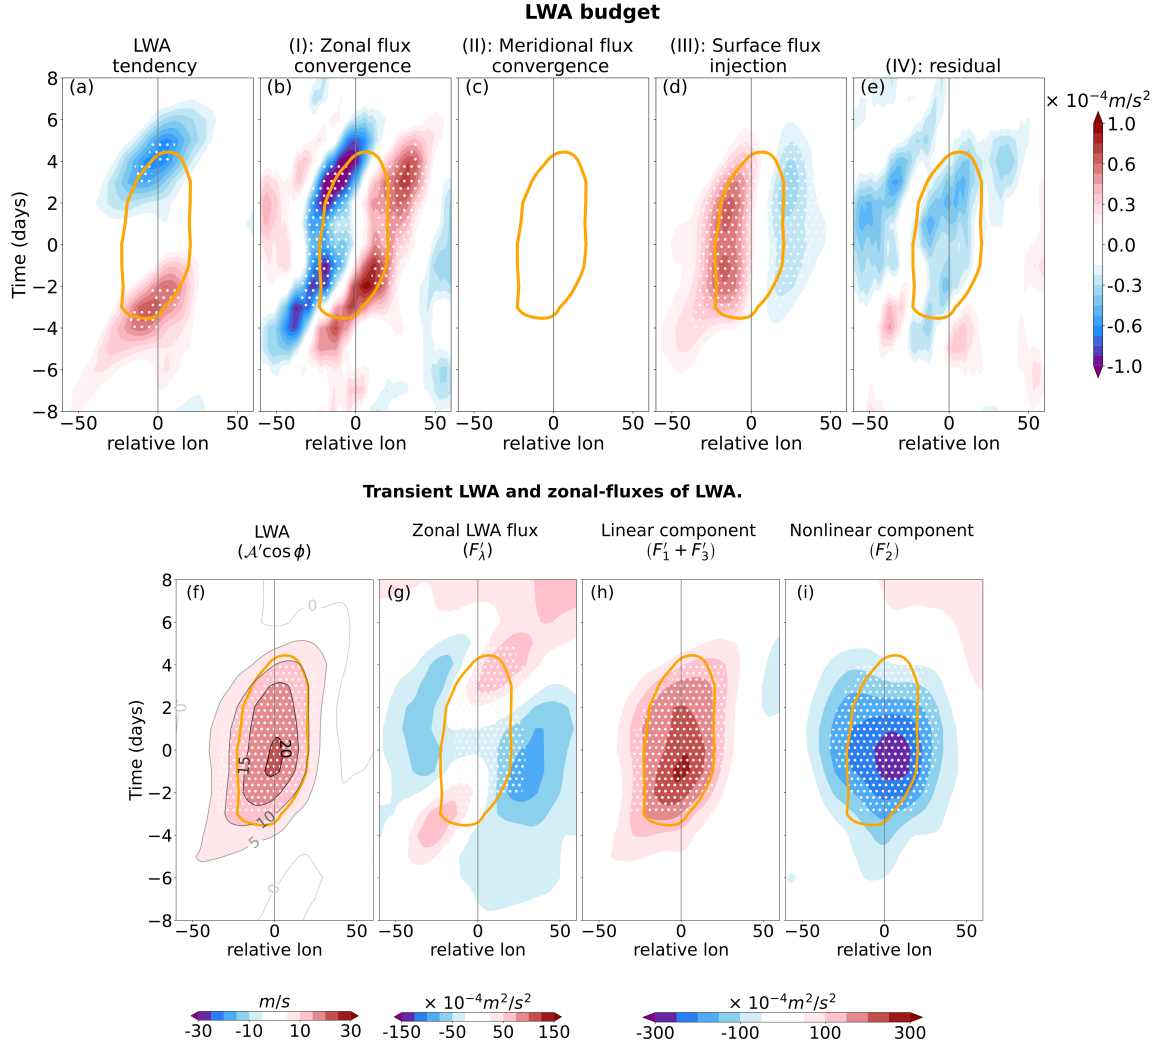 LWA budget
LWA
tendency
(I): Zonal flux
convergence
(II): Meridional flux
convergence
(III): Surface flux
injection
(IV): residual
(a)
(b)
(c)
(d)
(e)
× 10⁻⁴m/s²
1.0
0.6
0.3
0.0
-0.3
-0.6
-1.0
8
6
4
2
0
−2
−4
−6
−8
Time (days)
−50 0 50
−50 0 50
−50 0 50
−50 0 50
−50 0 50
relative lon
relative lon
relative lon
relative lon
relative lon
Transient LWA and zonal-fluxes of LWA.
LWA
(𝒜′cos ϕ)
Zonal LWA flux
(F′λ)
Linear component
(F′₁ + F′₃)
Nonlinear component
(F′₂)
(f)
(g)
(h)
(i)
8
6
4
2
0
−2
−4
−6
−8
Time (days)
0
0
20
15
10
5
0
−50 0 50
−50 0 50
−50 0 50
−50 0 50
relative lon
relative lon
relative lon
relative lon
m/s
-30 -10 10 30
× 10⁻⁴m²/s²
-150 -50 50 150
× 10⁻⁴m²/s²
-300 -100 100 300